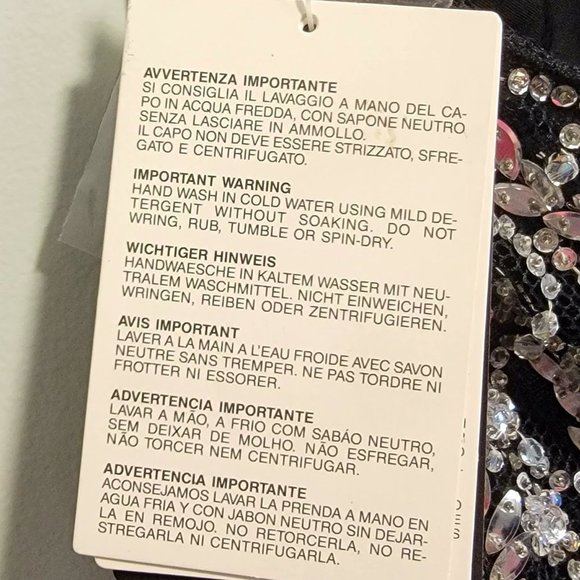 AVVERTENZA IMPORTANTE
SI CONSIGLIA IL LAVAGGIO A MANO DEL CA-
PO IN ACQUA FREDDA, CON SAPONE NEUTRO
SENZA LASCIARE IN AMMOLLO.
IL CAPO NON DEVE ESSERE STRIZZATO, SFRE-
GATO E CENTRIFUGATO.
IMPORTANT WARNING
HAND WASH IN COLD WATER USING MILD DE-
TERGENT WITHOUT SOAKING. DO NOT
WRING, RUB, TUMBLE OR SPIN-DRY.
WICHTIGER HINWEIS
HANDWAESCHE IN KALTEM WASSER MIT NEU-
TRALEM WASCHMITTEL. NICHT EINWEICHEN,
WRINGEN, REIBEN ODER ZENTRIFUGIEREN.
AVIS IMPORTANT
LAVER A LA MAIN A L'EAU FROIDE AVEC SAVON
NEUTRE SANS TREMPER. NE PAS TORDRE NI
FROTTER NI ESSORER.
ADVERTENCIA IMPORTANTE
LAVAR A MÃO, A FRIO COM SABÁO NEUTRO,
SEM DEIXAR DE MOLHO. NÃO ESFREGAR,
NÃO TORCER NEM CENTRIFUGAR.
ADVERTENCIA IMPORTANTE
ACONSEJAMOS LAVAR LA PRENDA A MANO EN
AGUA FRIA Y CON JABON NEUTRO SIN DEJAR-
LA EN REMOJO. NO RETORCERLA, NO RE-
STREGARLA NI CENTRIFUGARLA.